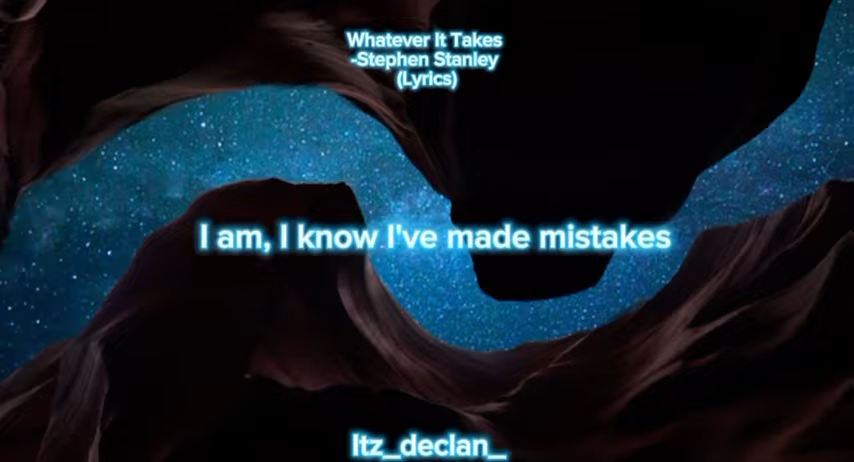 Whatever It Takes
-Stephen Stanley
(Lyrics)
I am, I know I've made mistakes
Itz_declan_